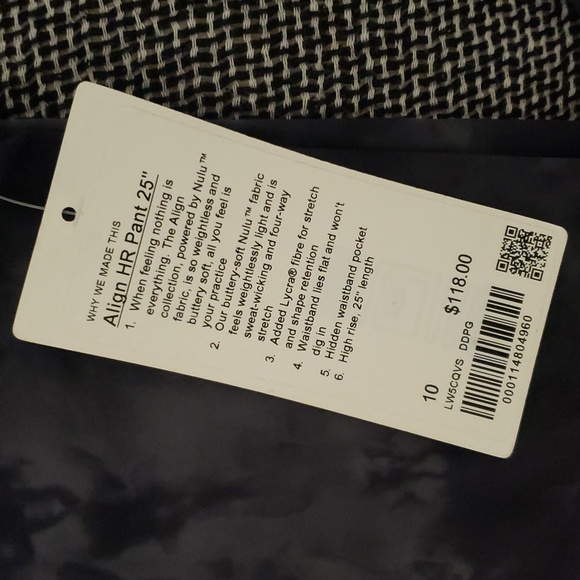 WHY WE MADE THIS
Align HR Pant 25"
1. When feeling nothing is
everything. The Align
collection, powered by Nulu™
fabric, is so weightless and
buttery soft, all you feel is
your practice
2. Our buttery-soft Nulu™ fabric
feels weightlessly light and is
sweat-wicking and four-way
stretch
3. Added Lycra® fibre for stretch
and shape retention
4. Waistband lies flat and won't
dig in
5. Hidden waistband pocket
6. High rise, 25" length
$118.00
10
LW5CQVS DDPG
000114804960